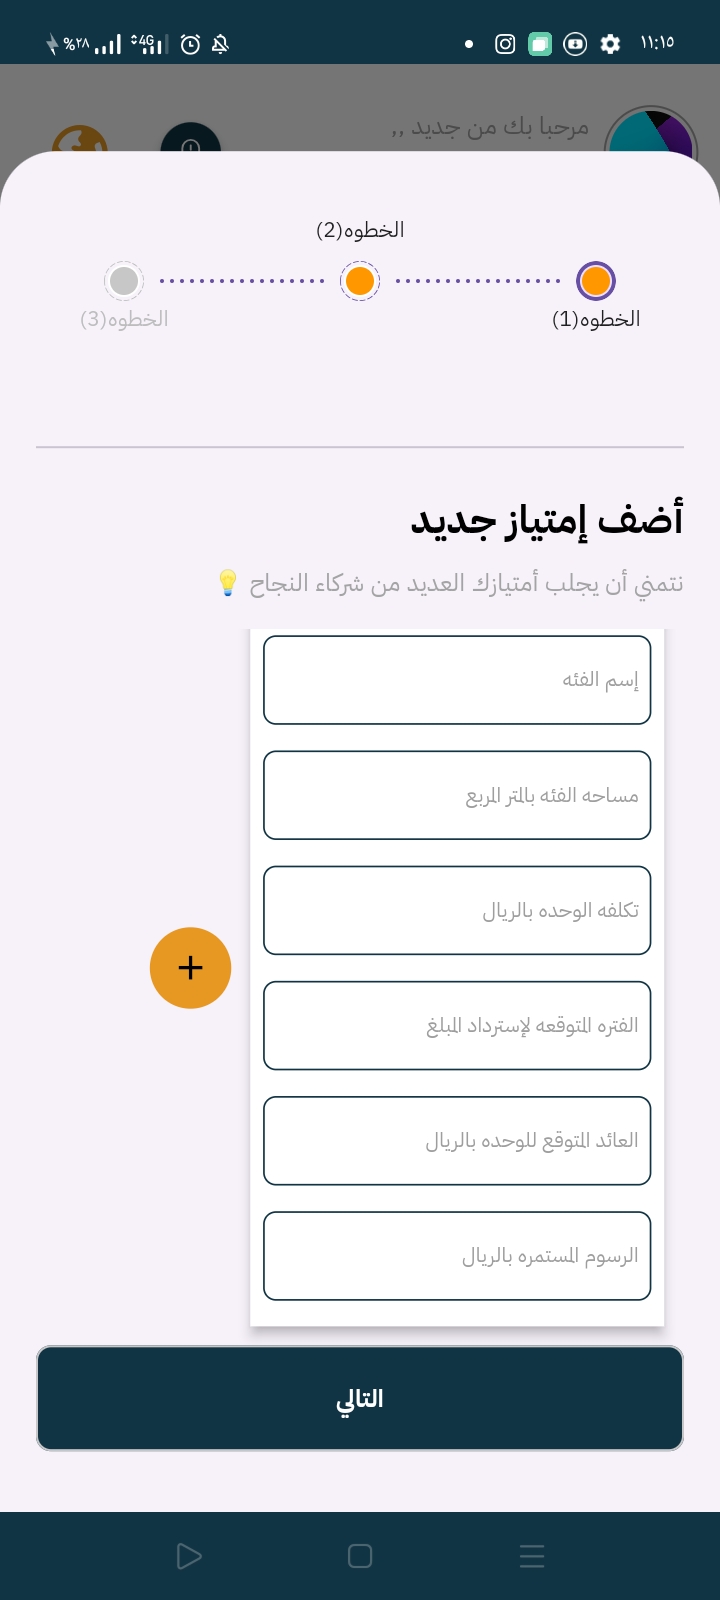 ١١:١٥
4G %٢٨
مرحبا بك من جديد ,,
الخطوه(2)
الخطوه(1)
الخطوه(3)
أضف إمتياز جديد
نتمني أن يجلب أمتيازك العديد من شركاء النجاح 💡
إسم الفئه
مساحه الفئه بالمتر المربع
تكلفه الوحده بالريال
الفتره المتوقعه لإسترداد المبلغ
العائد المتوقع للوحده بالريال
الرسوم المستمره بالريال
+
التالي